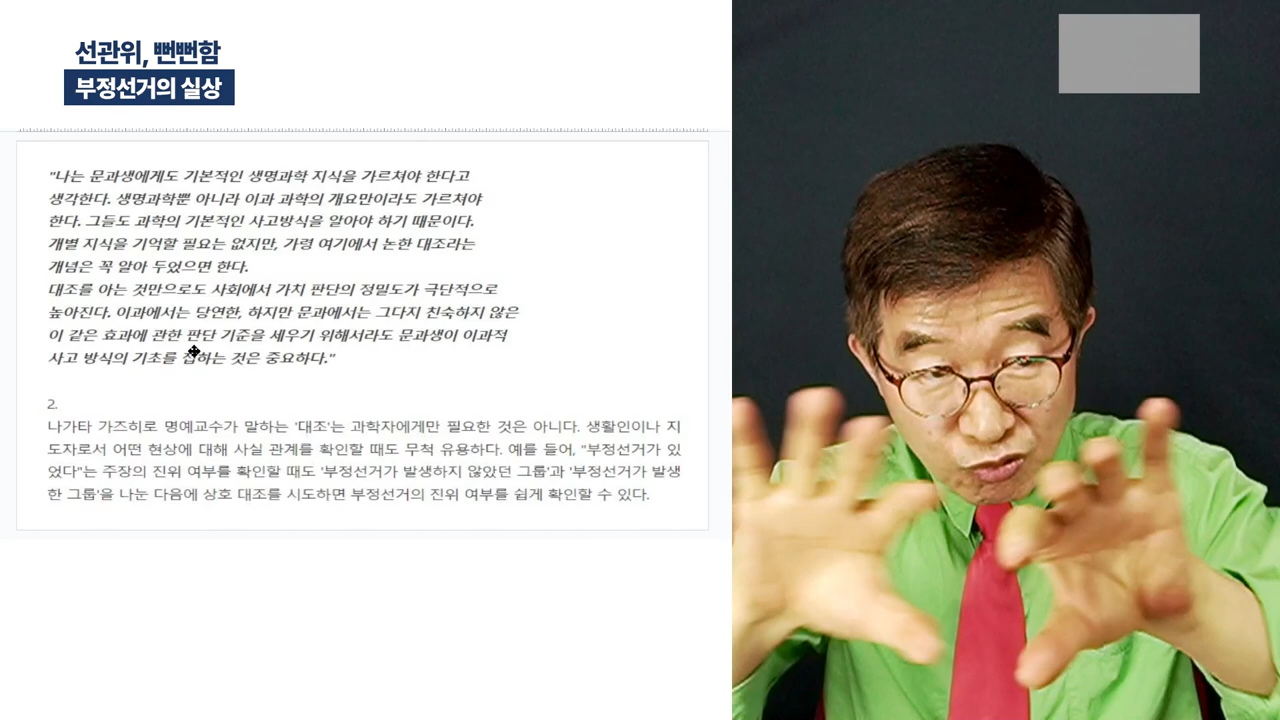 선관위, 뻔뻔함
부정선거의 실상
"나는 문과생에게도 기본적인 생명과학 지식을 가르쳐야 한다고
생각한다. 생명과학뿐 아니라 이과 과학의 개요만이라도 가르쳐야
한다. 그들도 과학의 기본적인 사고방식을 알아야 하기 때문이다.
개별 지식을 기억할 필요는 없지만, 가령 여기에서 논한 대조라는
개념은 꼭 알아 두었으면 한다.
대조를 아는 것만으로도 사회에서 가치 판단의 정밀도가 극단적으로
높아진다. 이과에서는 당연한, 하지만 문과에서는 그다지 친숙하지 않은
이 같은 효과에 관한 판단 기준을 세우기 위해서라도 문과생이 이과적
사고 방식의 기초를 접하는 것은 중요하다."
2.
나가타 가즈히로 명예교수가 말하는 '대조'는 과학자에게만 필요한 것은 아니다. 생활인이나 지
도자로서 어떤 현상에 대해 사실 관계를 확인할 때도 무척 유용하다. 예를 들어, "부정선거가 있
었다"는 주장의 진위 여부를 확인할 때도 '부정선거가 발생하지 않았던 그룹'과 '부정선거가 발생
한 그룹'을 나눈 다음에 상호 대조를 시도하면 부정선거의 진위 여부를 쉽게 확인할 수 있다.